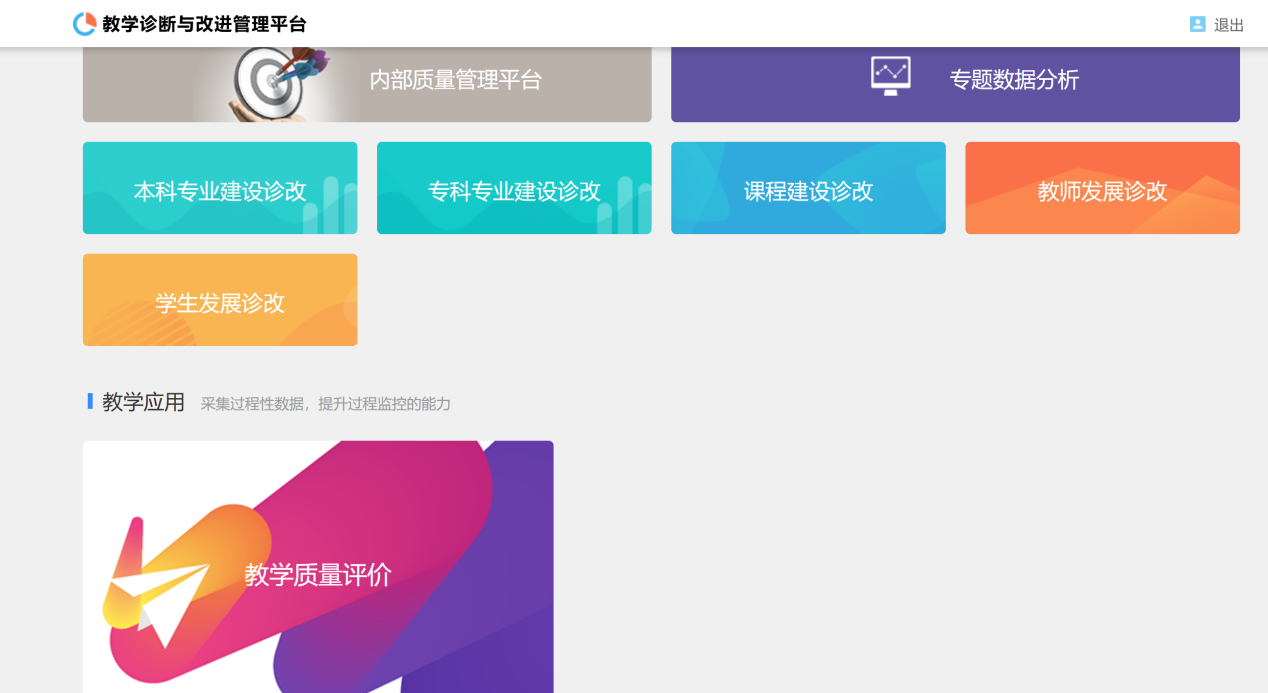 教学诊断与改进管理平台
退出
内部质量管理平台
专题数据分析
本科专业建设诊改
专科专业建设诊改
课程建设诊改
教师发展诊改
学生发展诊改
教学应用 采集过程性数据，提升过程监控的能力
教学质量评价